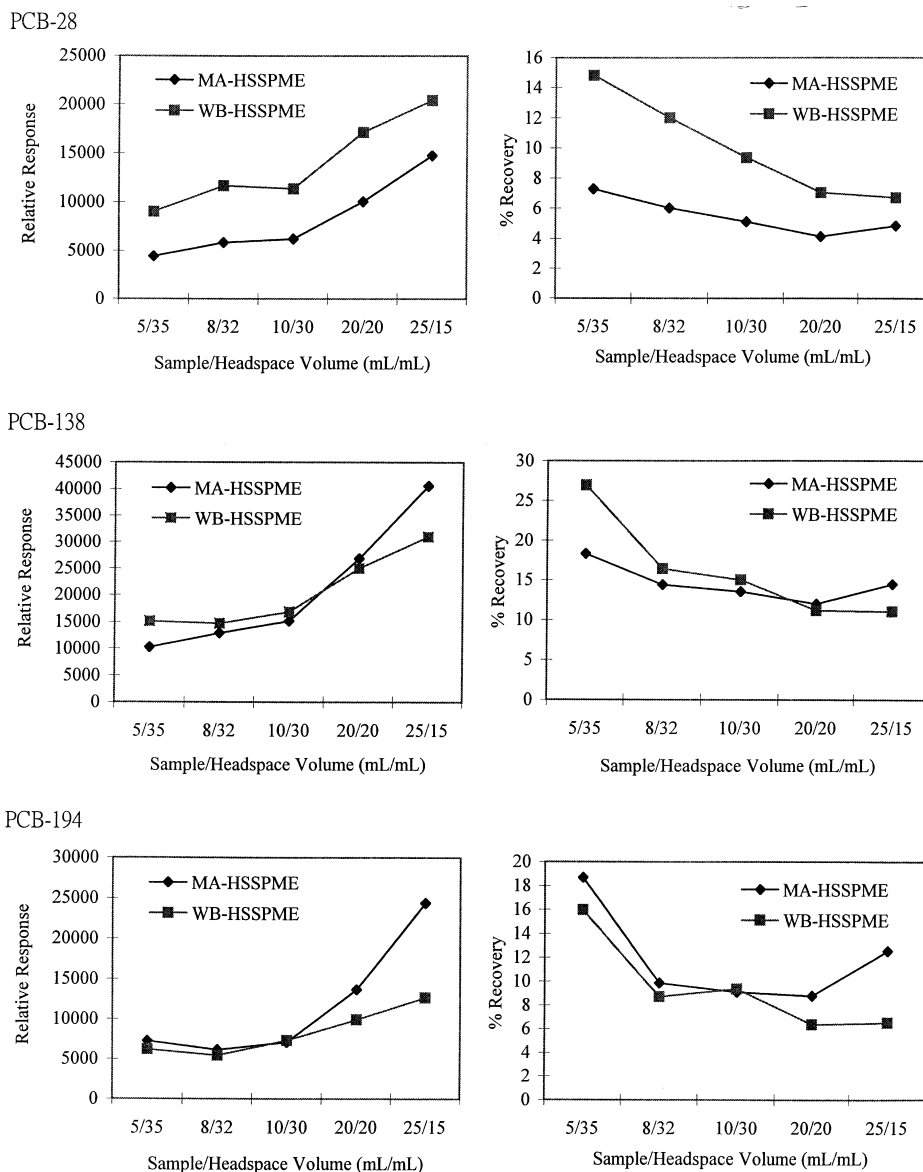 PCB-28
25000
20000
15000
10000
5000
0
Relative Response
MA-HSSPME
WB-HSSPME
5/35 8/32 10/30 20/20 25/15
Sample/Headspace Volume (mL/mL)
16
14
12
10
8
6
4
2
0
% Recovery
MA-HSSPME
WB-HSSPME
5/35 8/32 10/30 20/20 25/15
Sample/Headspace Volume (mL/mL)
PCB-138
45000
40000
35000
30000
25000
20000
15000
10000
5000
0
Relative Response
MA-HSSPME
WB-HSSPME
5/35 8/32 10/30 20/20 25/15
Sample/Headspace Volume (mL/mL)
30
25
20
15
10
5
0
% Recovery
MA-HSSPME
WB-HSSPME
5/35 8/32 10/30 20/20 25/15
Sample/Headspace Volume (mL/mL)
PCB-194
30000
25000
20000
15000
10000
5000
0
Relative Response
MA-HSSPME
WB-HSSPME
5/35 8/32 10/30 20/20 25/15
Sample/Headspace Volume (mL/mL)
20
18
16
14
12
10
8
6
4
2
0
% Recovery
MA-HSSPME
WB-HSSPME
5/35 8/32 10/30 20/20 25/15
Sample/Headspace Volume (mL/mL)